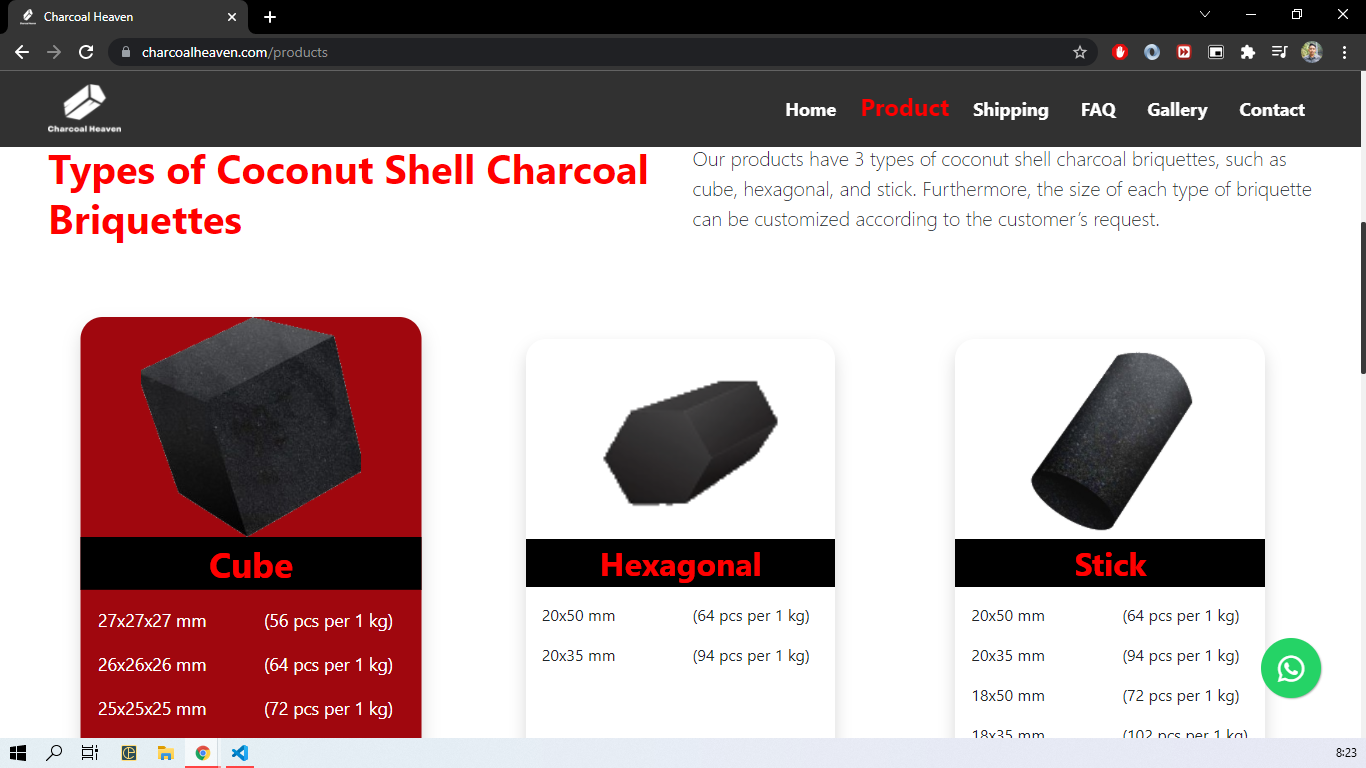 Charcoal Heaven
charcoalheaven.com/products
Charcoal Heaven
Home Product Shipping FAQ Gallery Contact
Types of Coconut Shell Charcoal
Briquettes
Our products have 3 types of coconut shell charcoal briquettes, such as
cube, hexagonal, and stick. Furthermore, the size of each type of briquette
can be customized according to the customer’s request.
Cube
27x27x27 mm (56 pcs per 1 kg)
26x26x26 mm (64 pcs per 1 kg)
25x25x25 mm (72 pcs per 1 kg)
Hexagonal
20x50 mm (64 pcs per 1 kg)
20x35 mm (94 pcs per 1 kg)
Stick
20x50 mm (64 pcs per 1 kg)
20x35 mm (94 pcs per 1 kg)
18x50 mm (72 pcs per 1 kg)
18x35 mm (102 pcs per 1 kg)
8:23